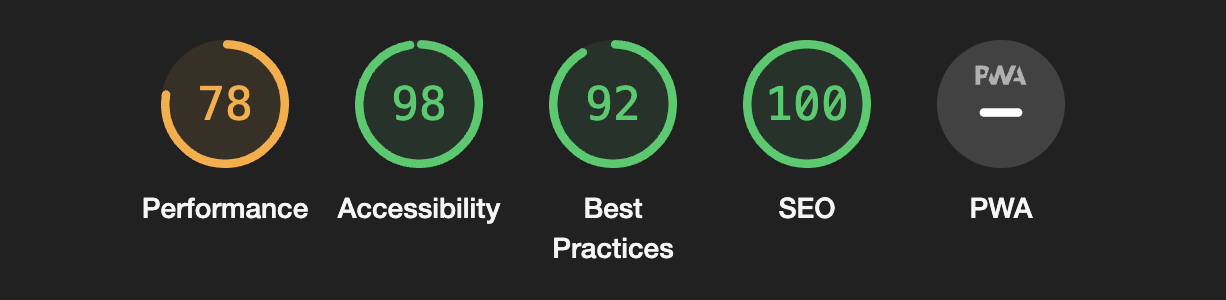 78
98
92
100
PWA
Performance
Accessibility
Best
Practices
SEO
PWA